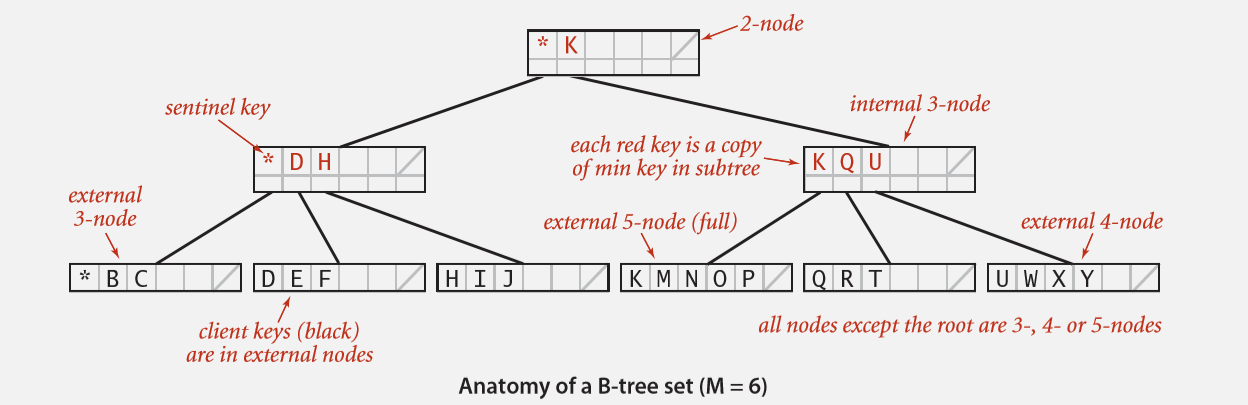 2-node
* K
sentinel key
internal 3-node
each red key is a copy
of min key in subtree
* D H
K Q U
external
3-node
external 5-node (full)
external 4-node
* B C
D E F
H I J
K M N O P
Q R T
U W X Y
client keys (black)
are in external nodes
all nodes except the root are 3-, 4- or 5-nodes
Anatomy of a B-tree set (M = 6)